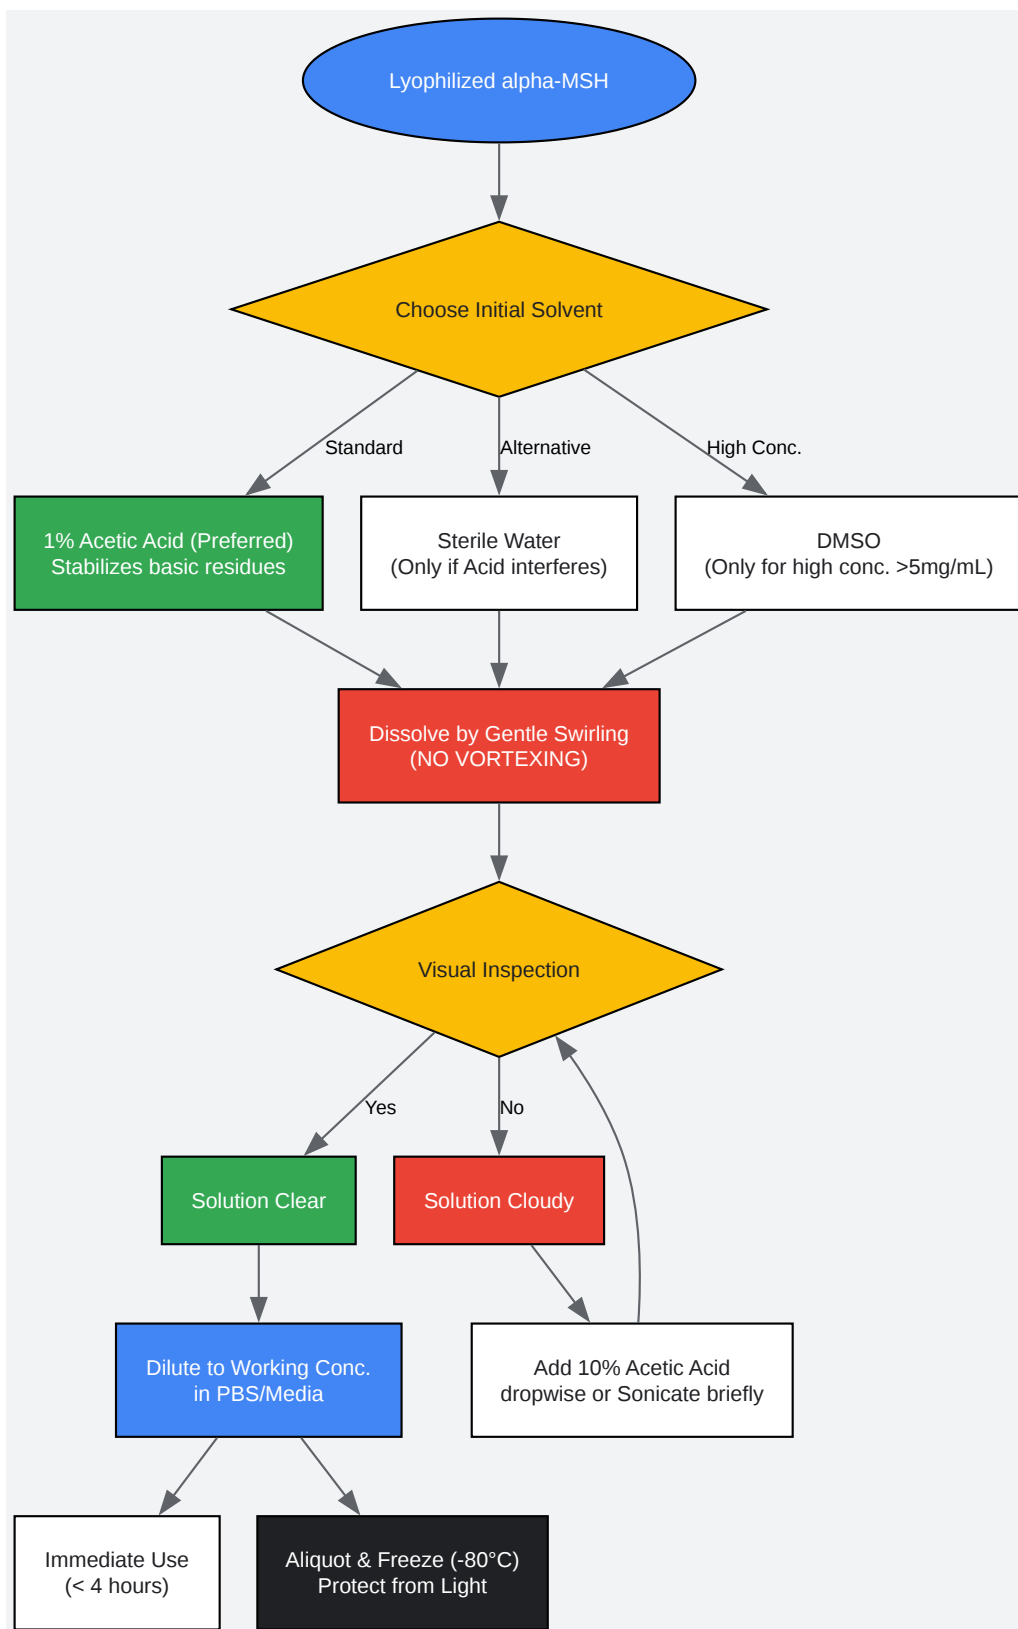 Lyophilized alpha-MSH
Choose Initial Solvent
Standard
Alternative
High Conc.
1% Acetic Acid (Preferred)
Stabilizes basic residues
Sterile Water
(Only if Acid interferes)
DMSO
(Only for high conc. >5mg/mL)
Dissolve by Gentle Swirling
(NO VORTEXING)
Visual Inspection
Yes
No
Solution Clear
Solution Cloudy
Dilute to Working Conc.
in PBS/Media
Add 10% Acetic Acid
dropwise or Sonicate briefly
Immediate Use
(< 4 hours)
Aliquot & Freeze (-80°C)
Protect from Light